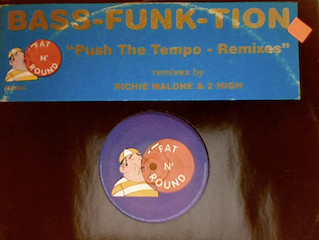 BASS-FUNK-TION
"Push The Tempo - Remixes"
remixes by
RICHIE MALONE & 2 HIGH
FAT
N'
ROUND
FAT
N'
ROUND